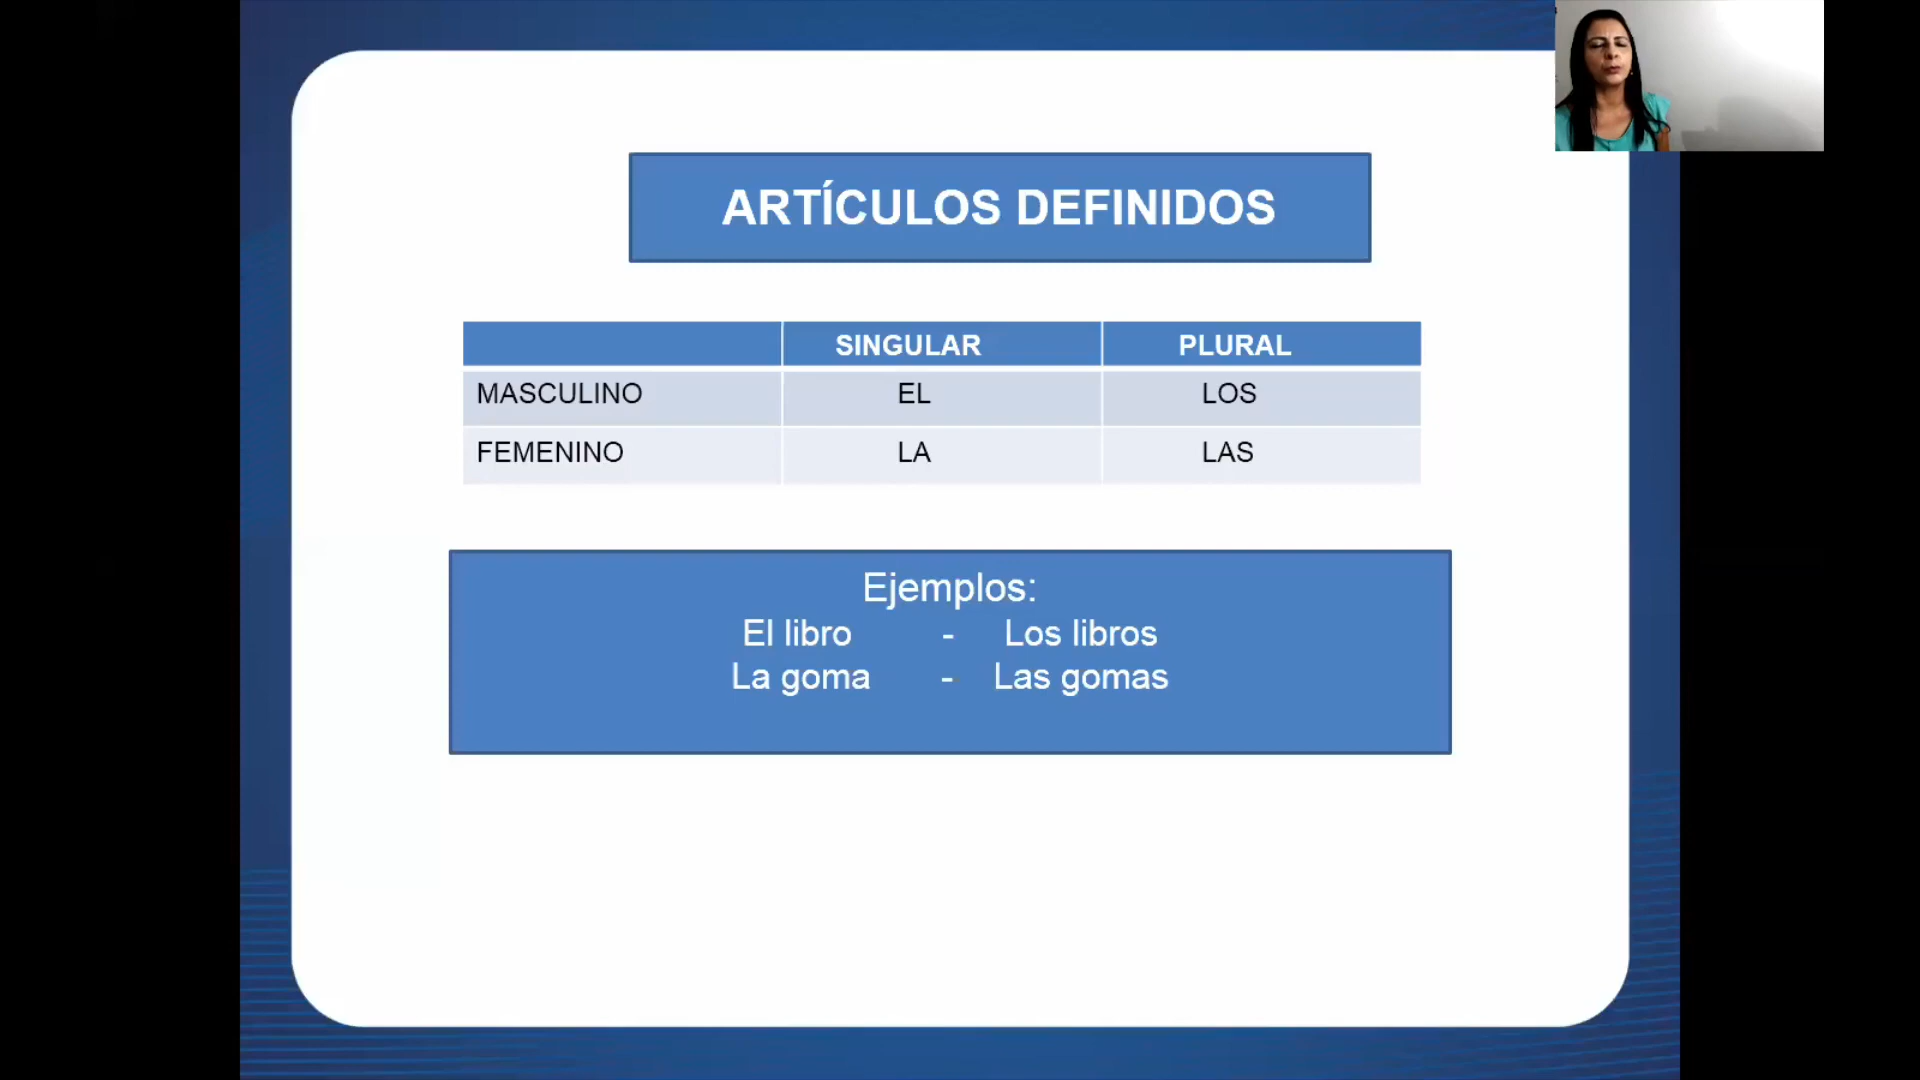 ARTÍCULOS DEFINIDOS
SINGULAR PLURAL
MASCULINO EL LOS
FEMENINO LA LAS
Ejemplos:
El libro - Los libros
La goma - Las gomas